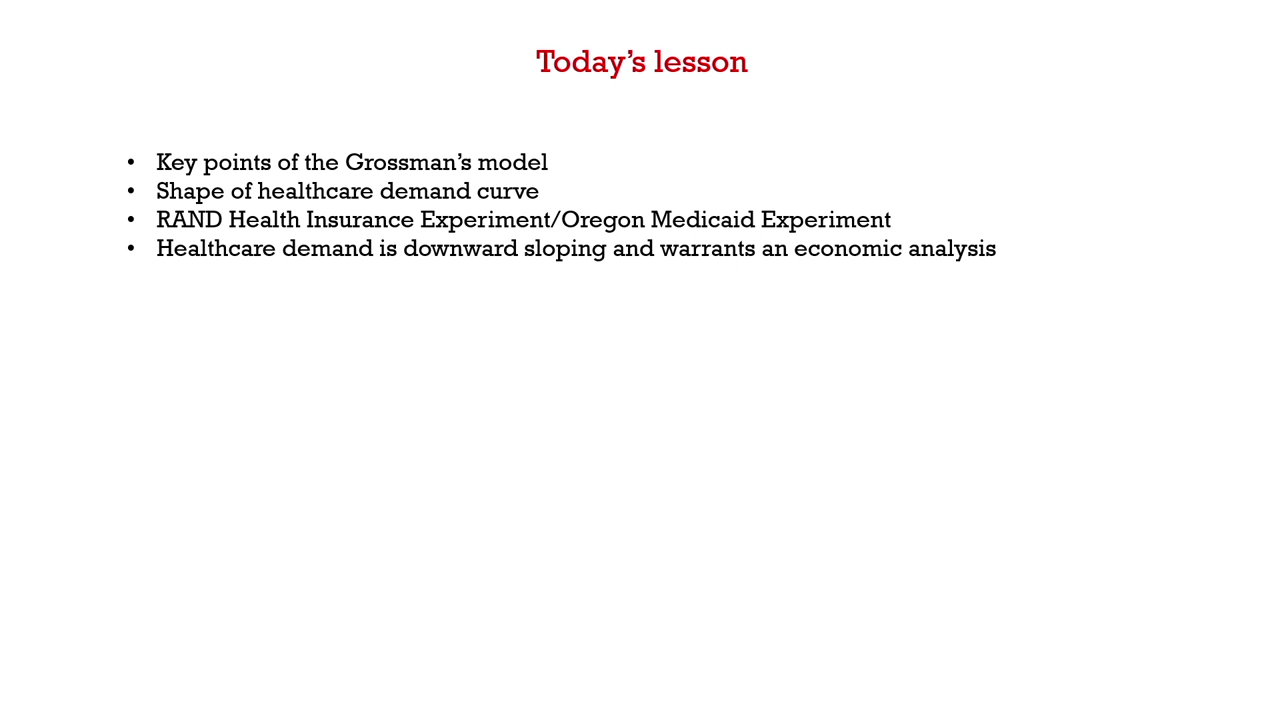 Today’s lesson
• Key points of the Grossman’s model
• Shape of healthcare demand curve
• RAND Health Insurance Experiment/Oregon Medicaid Experiment
• Healthcare demand is downward sloping and warrants an economic analysis